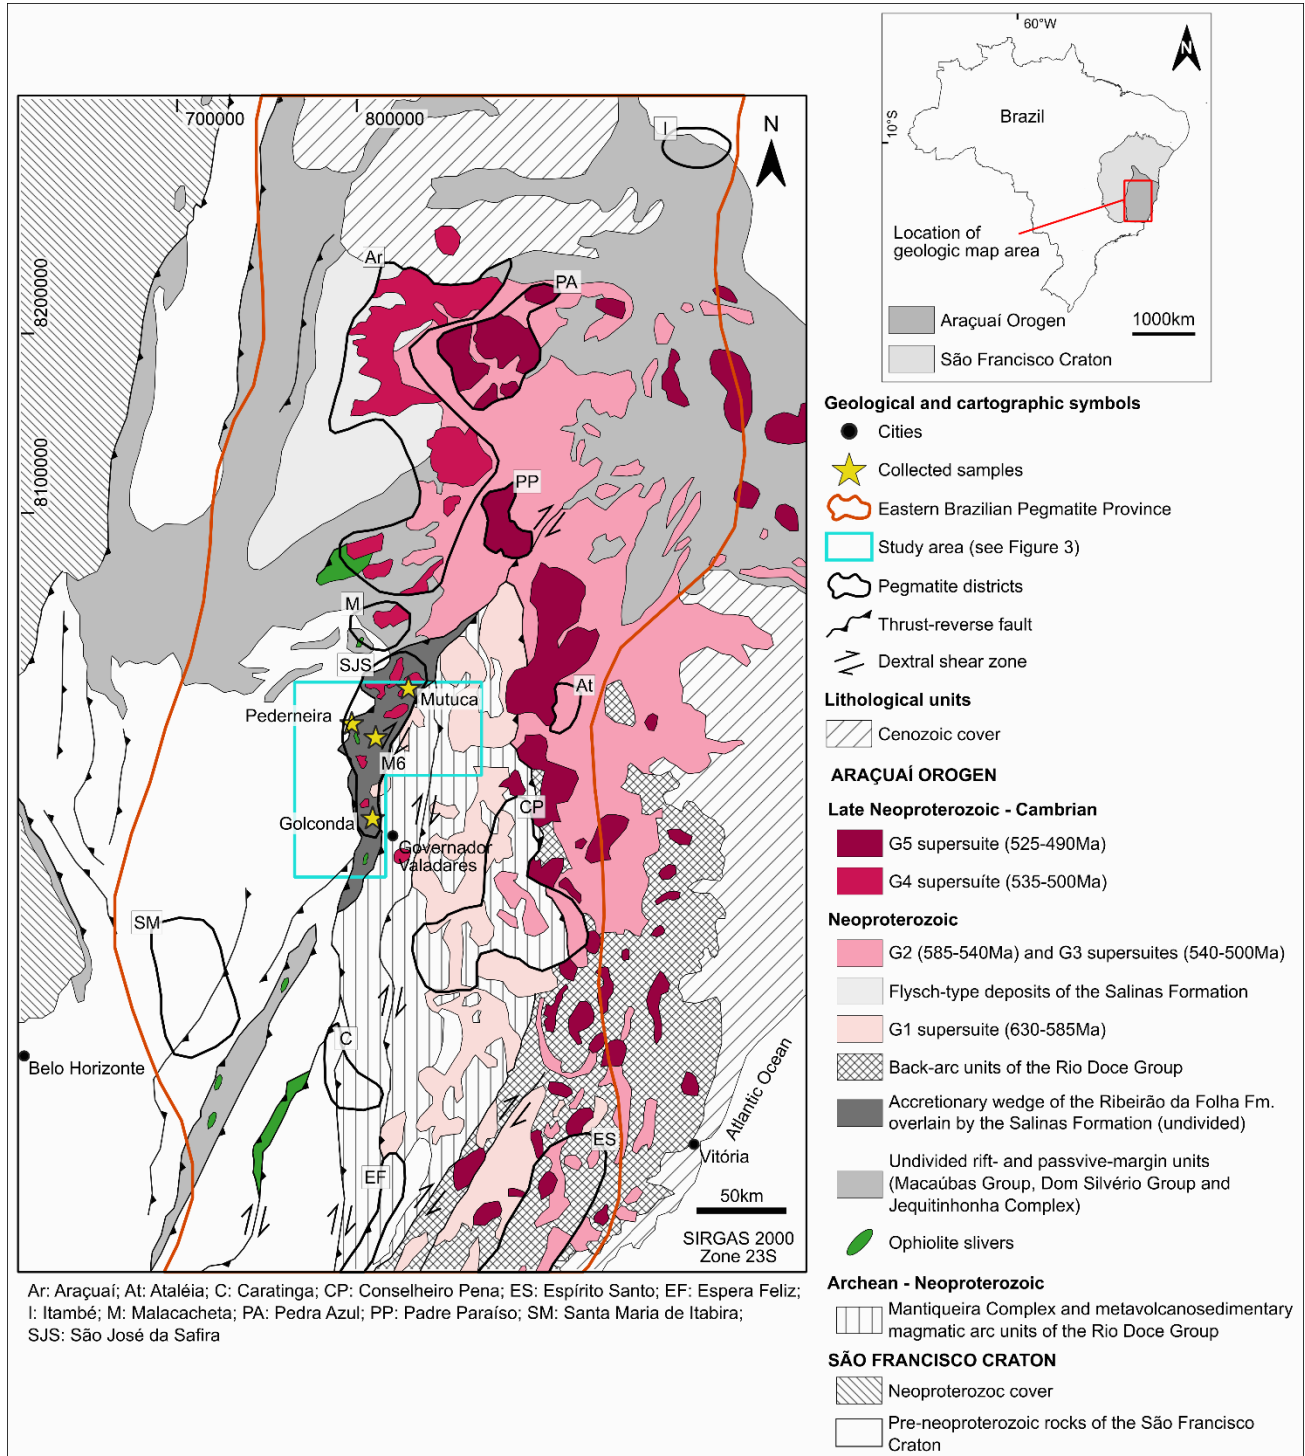 60°W
N
10°S
Brazil
Location of
geologic map area
Araçuaí Orogen
São Francisco Craton
1000km
700000
800000
I
N
8200000
Ar
PA
8100000
PP
M
SJS
At
Mutuca
Pederneira
M6
CP
Golconda
Governador
Valadares
SM
C
Belo Horizonte
Atlantic Ocean
ES
Vitória
EF
50km
SIRGAS 2000
Zone 23S
Ar: Araçuaí; At: Ataléia; C: Caratinga; CP: Conselheiro Pena; ES: Espírito Santo; EF: Espera Feliz;
I: Itambé; M: Malacacheta; PA: Pedra Azul; PP: Padre Paraíso; SM: Santa Maria de Itabira;
SJS: São José da Safira
Geological and cartographic symbols
Cities
Collected samples
Eastern Brazilian Pegmatite Province
Study area (see Figure 3)
Pegmatite districts
Thrust-reverse fault
Dextral shear zone
Lithological units
Cenozoic cover
ARAÇUAÍ OROGEN
Late Neoproterozoic - Cambrian
G5 supersuite (525-490Ma)
G4 supersuíte (535-500Ma)
Neoproterozoic
G2 (585-540Ma) and G3 supersuites (540-500Ma)
Flysch-type deposits of the Salinas Formation
G1 supersuite (630-585Ma)
Back-arc units of the Rio Doce Group
Accretionary wedge of the Ribeirão da Folha Fm.
overlain by the Salinas Formation (undivided)
Undivided rift- and passvive-margin units
(Macaúbas Group, Dom Silvério Group and
Jequitinhonha Complex)
Ophiolite slivers
Archean - Neoproterozoic
Mantiqueira Complex and metavolcanosedimentary
magmatic arc units of the Rio Doce Group
SÃO FRANCISCO CRATON
Neoproterozoc cover
Pre-neoproterozoic rocks of the São Francisco
Craton